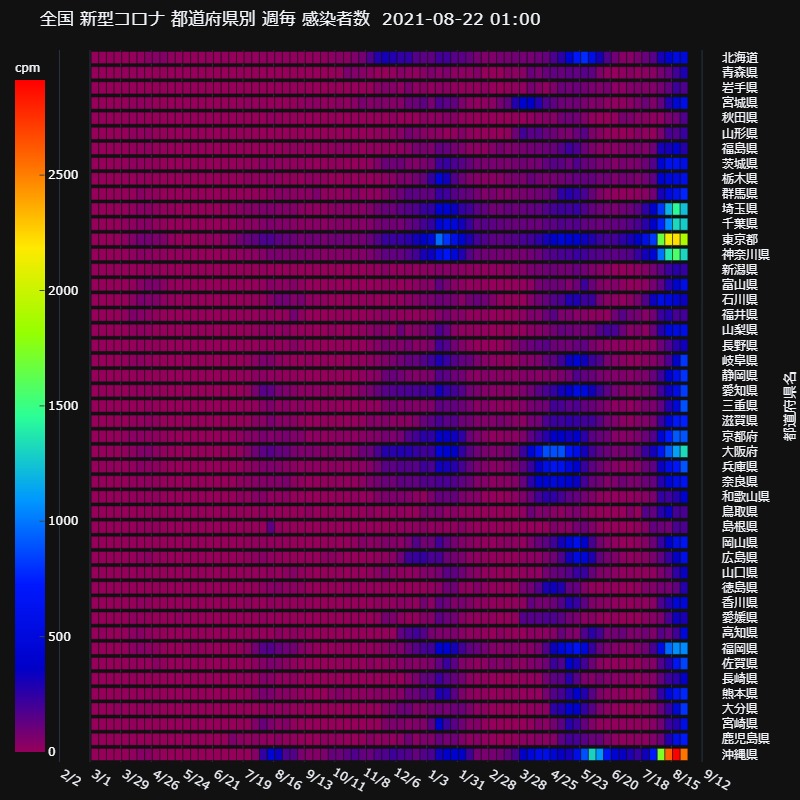 全国 新型コロナ 都道府県別 週毎 感染者数 2021-08-22 01:00
cpm
2500
2000
1500
1000
500
0
北海道
青森県
岩手県
宮城県
秋田県
山形県
福島県
茨城県
栃木県
群馬県
埼玉県
千葉県
東京都
神奈川県
新潟県
富山県
石川県
福井県
山梨県
長野県
岐阜県
静岡県
愛知県
三重県
滋賀県
京都府
大阪府
兵庫県
奈良県
和歌山県
鳥取県
島根県
岡山県
広島県
山口県
徳島県
香川県
愛媛県
高知県
福岡県
佐賀県
長崎県
熊本県
大分県
宮崎県
鹿児島県
沖縄県
都道府県名
2/2 3/1 3/29 4/26 5/24 6/21 7/19 8/16 9/13 10/11 11/8 12/6 1/3 1/31 2/28 3/28 4/25 5/23 6/20 7/18 8/15 9/12